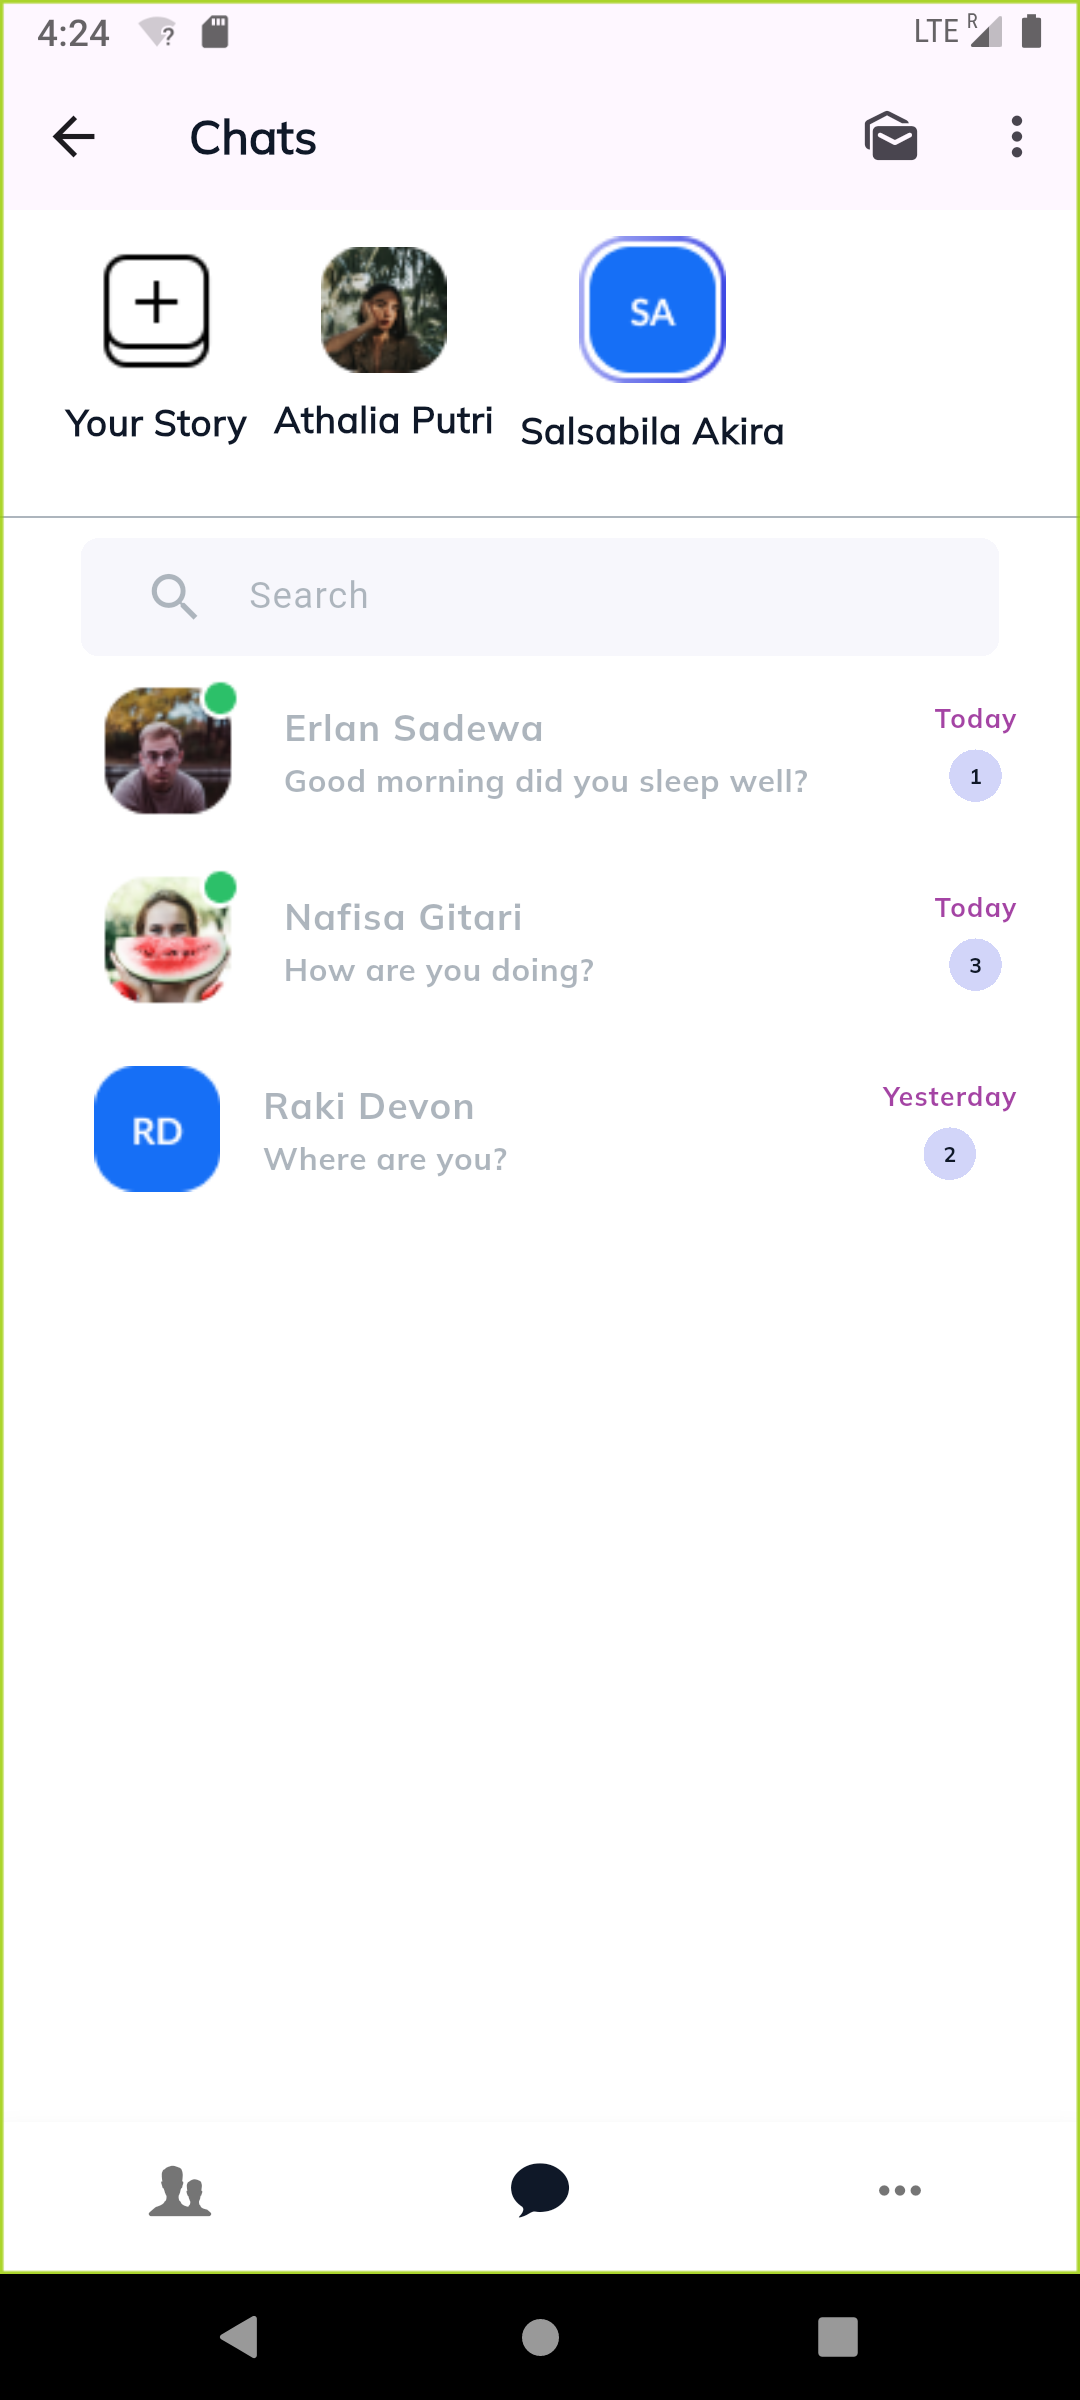 4:24 ? LTE R
Chats
SA
Your Story Athalia Putri Salsabila Akira
Search
Erlan Sadewa Today
Good morning did you sleep well? 1
Nafisa Gitari Today
How are you doing? 3
RD Raki Devon Yesterday
Where are you? 2